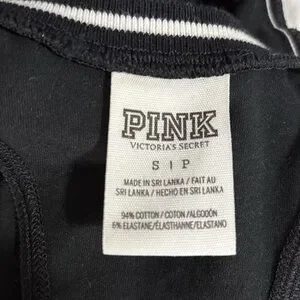 PINK
VICTORIA'S SECRET
S | P
MADE IN SRI LANKA / FAIT AU
SRI LANKA / HECHO EN SRI LANKA
94% COTTON / COTON / ALGODÓN
6% ELASTANE/ÉLASTHANNE/ELASTANO